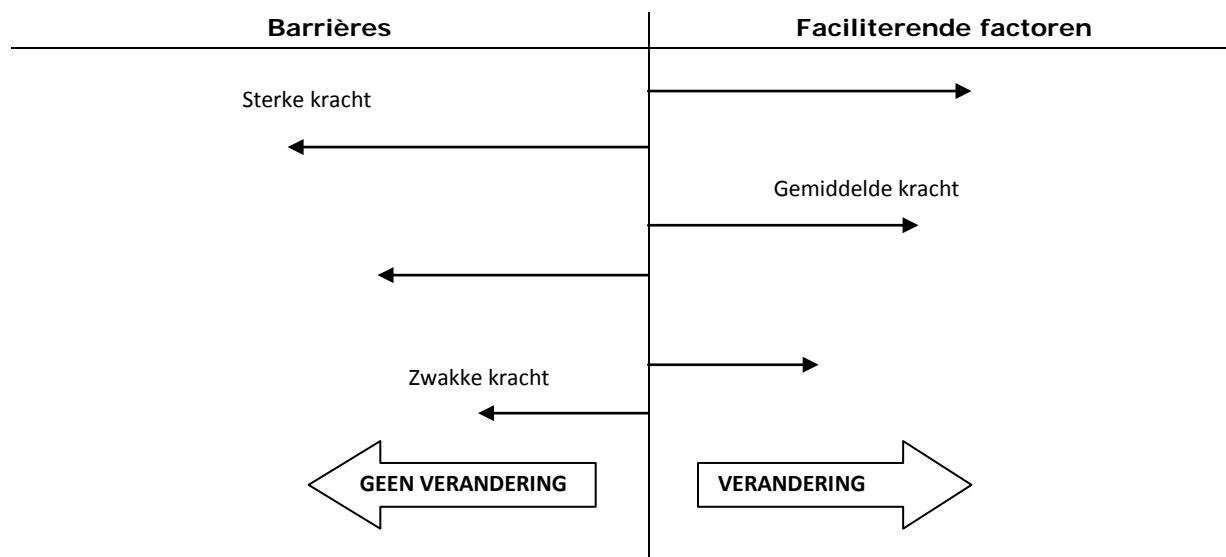 Barrières
Faciliterende factoren
Sterke kracht
Gemiddelde kracht
Zwakke kracht
GEEN VERANDERING
VERANDERING